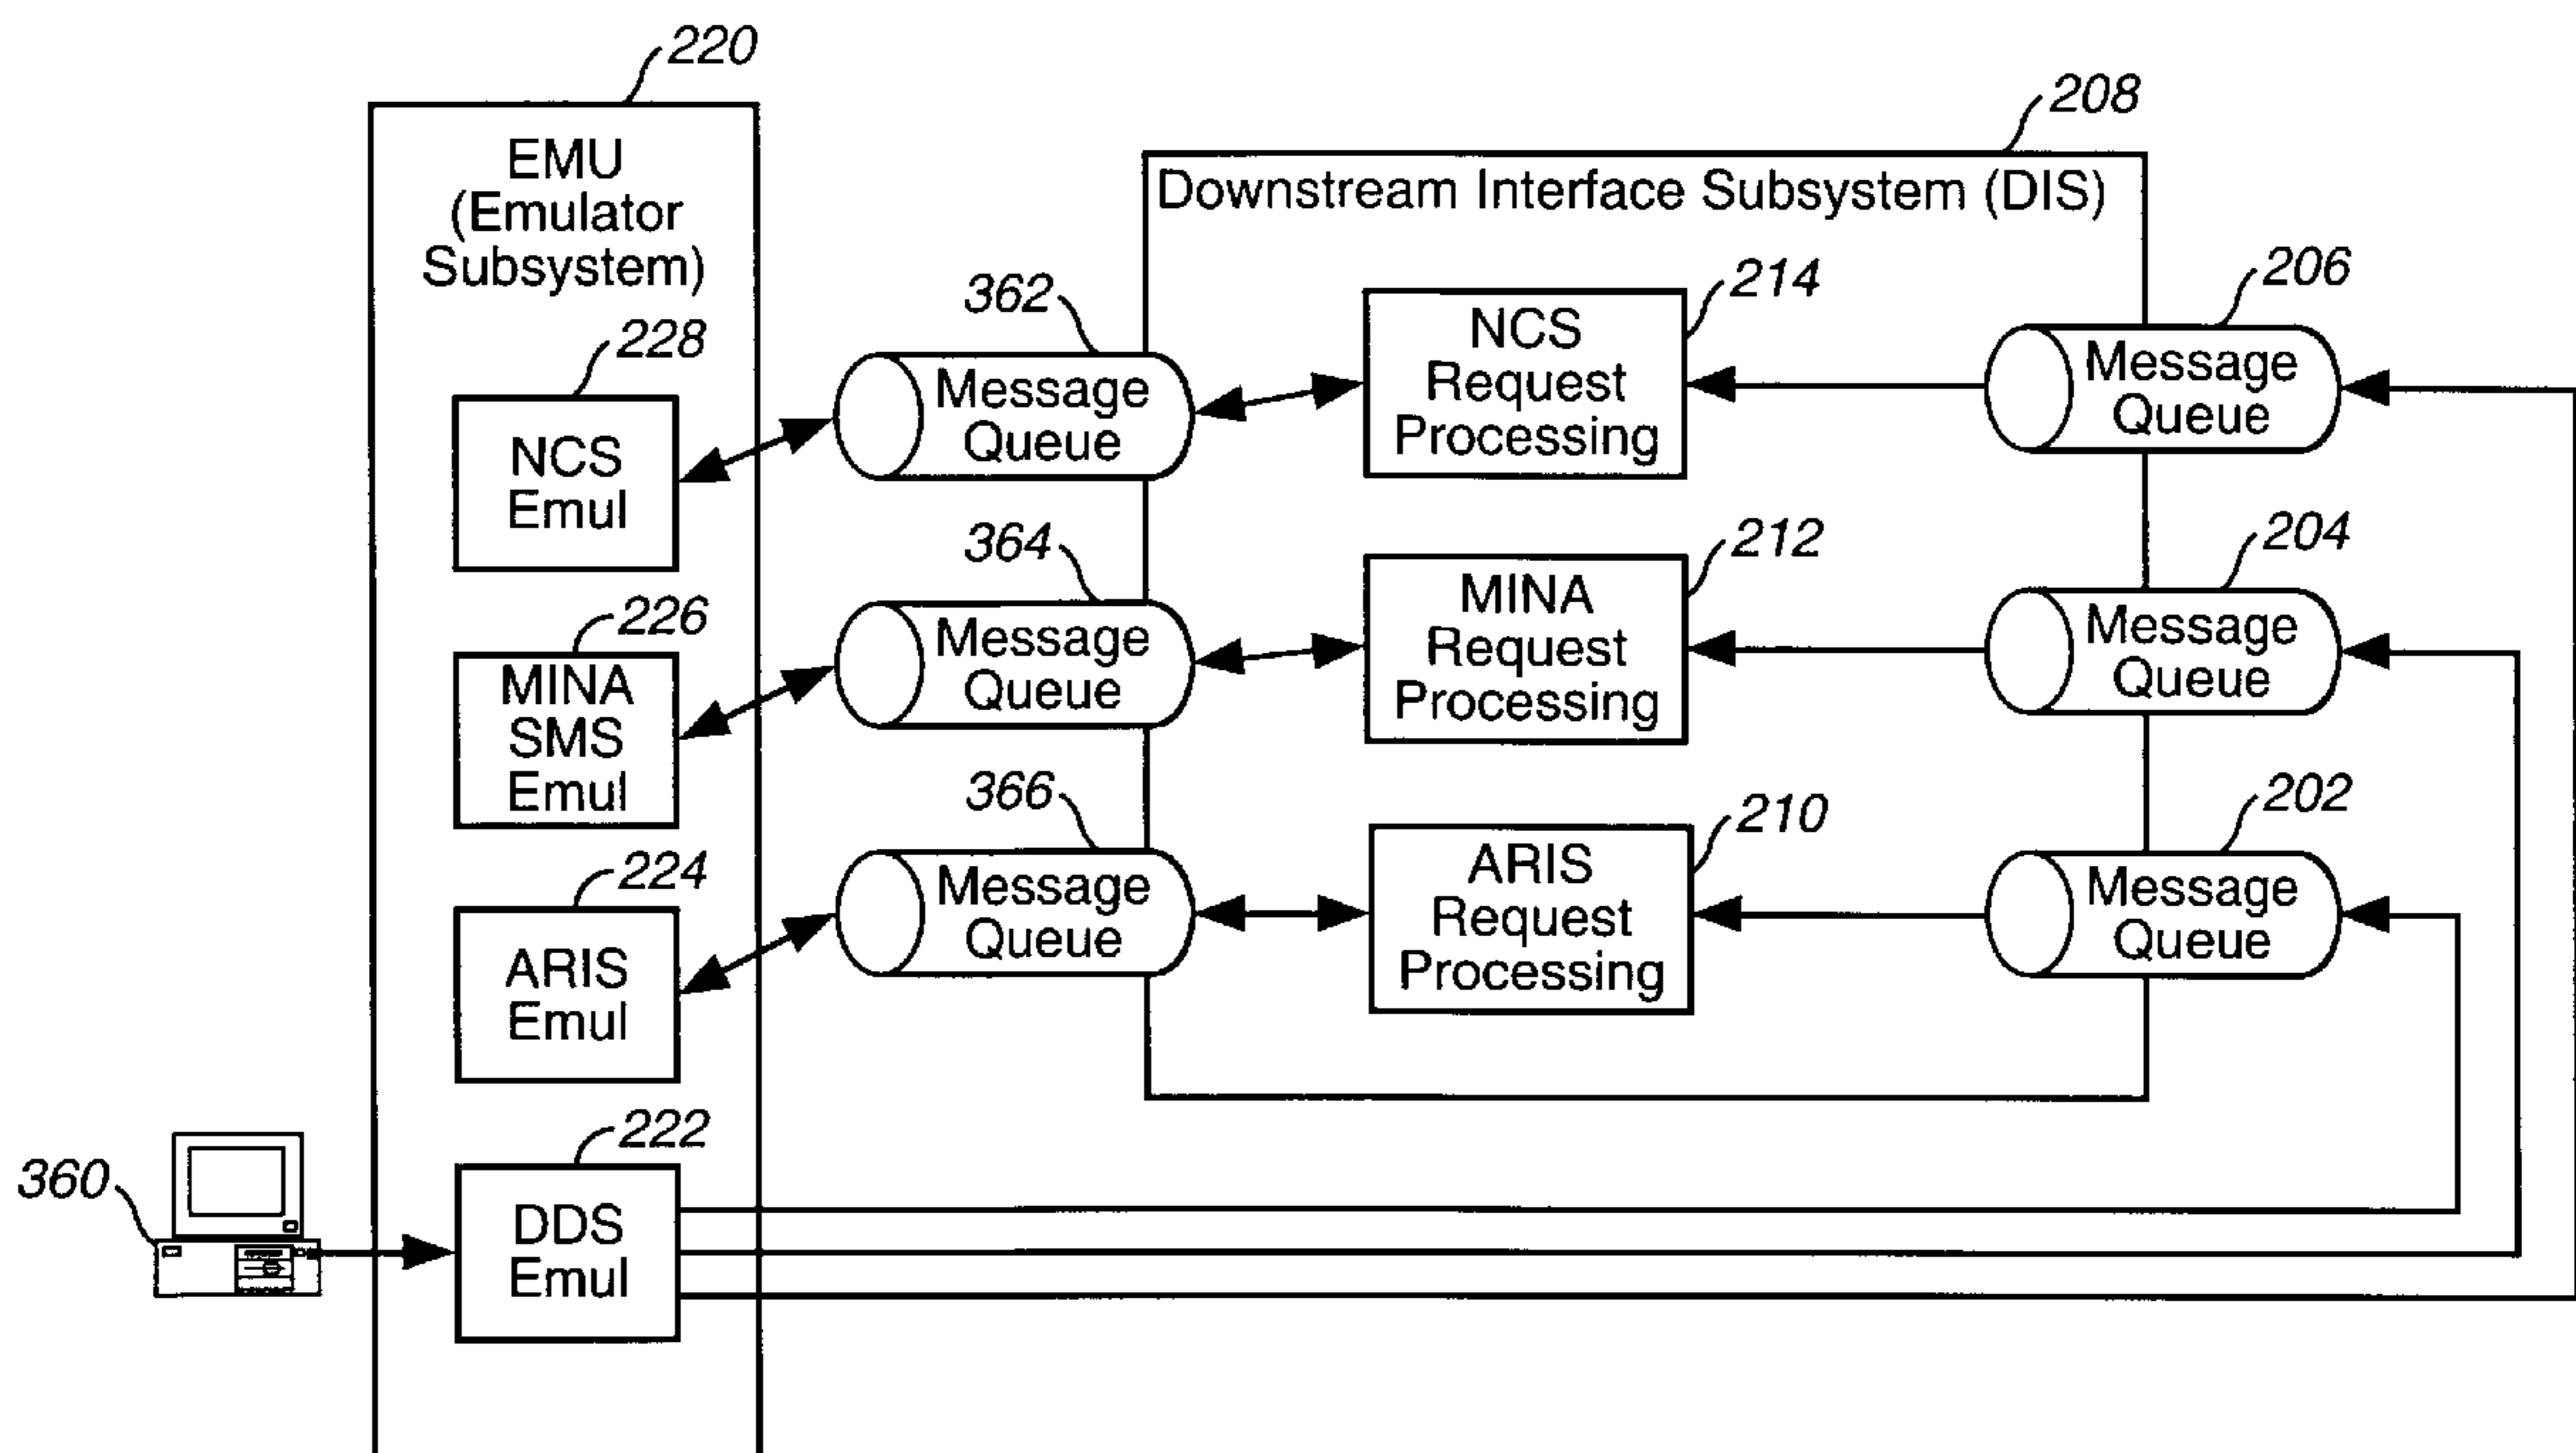 220
EMU
(Emulator
Subsystem)
228
NCS
Emul
226
MINA
SMS
Emul
224
ARIS
Emul
222
DDS
Emul
360
362
Message
Queue
364
Message
Queue
366
Message
Queue
208
Downstream Interface Subsystem (DIS)
214
NCS
Request
Processing
212
MINA
Request
Processing
210
ARIS
Request
Processing
206
Message
Queue
204
Message
Queue
202
Message
Queue